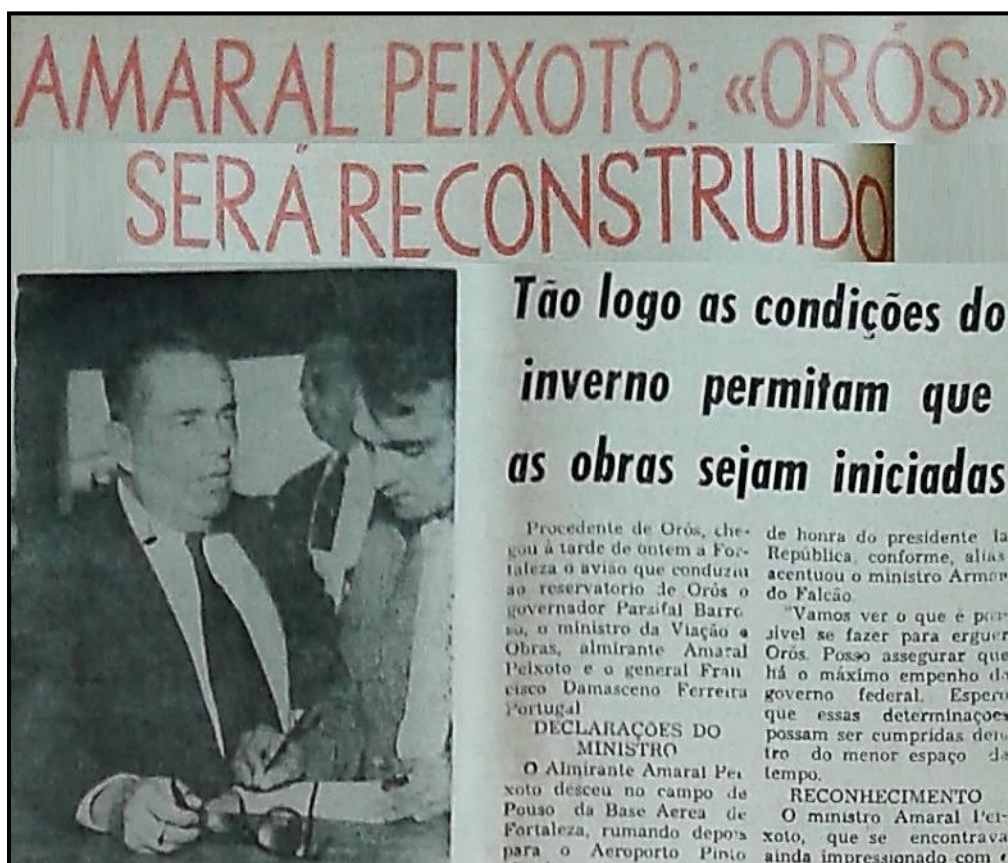 AMARAL PEIXOTO: «ORÓS»
SERÁ RECONSTRUIDO
Tão logo as condições do
inverno permitam que
as obras sejam iniciadas
Procedente de Orós, che-
gou à tarde de ontem a For-
taleza o avião que conduziu
ao reservatorio de Orós o
governador Parsifal Barro
so, o ministro da Viação e
Obras, almirante Amaral
Peixoto e o general Fran
cisco Damasceno Ferreira
Portugal
DECLARAÇÕES DO
MINISTRO
O Almirante Amaral Pei
xoto desceu no campo de
Pouso da Base Aerea de
Fortaleza, rumando depois
para o Aeroporto Pinto
de honra do presidente la
República, conforme, alias
acentuou o ministro Arman
do Falcão
"Vamos ver o que é pos-
sivel se fazer para erguer
Orós. Posso assegurar que
há o máximo empenho do
governo federal. Espero
que essas determinações
possam ser cumpridas den-
tro do menor espaço de
tempo.
RECONHECIMENTO
O ministro Amaral Pei-
xoto, que se encontrava
ainda impressionado com